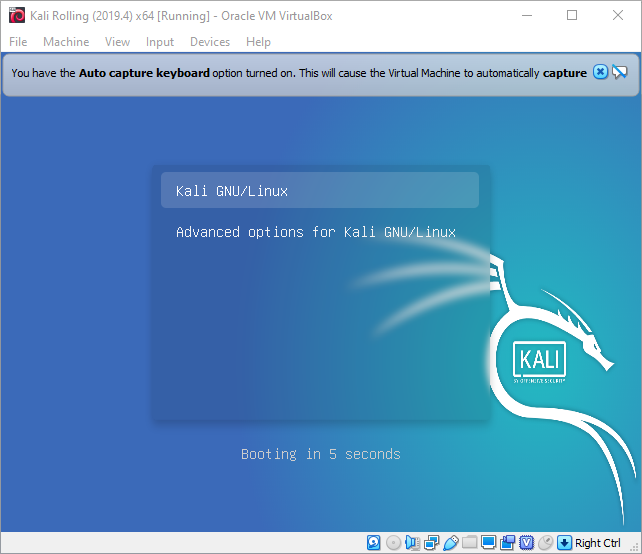 Kali Rolling (2019.4) x64 [Running] - Oracle VM VirtualBox
File Machine View Input Devices Help
You have the Auto capture keyboard option turned on. This will cause the Virtual Machine to automatically capture
Kali GNU/Linux
Advanced options for Kali GNU/Linux
KALI
BY OFFENSIVE SECURITY
Booting in 5 seconds
Right Ctrl